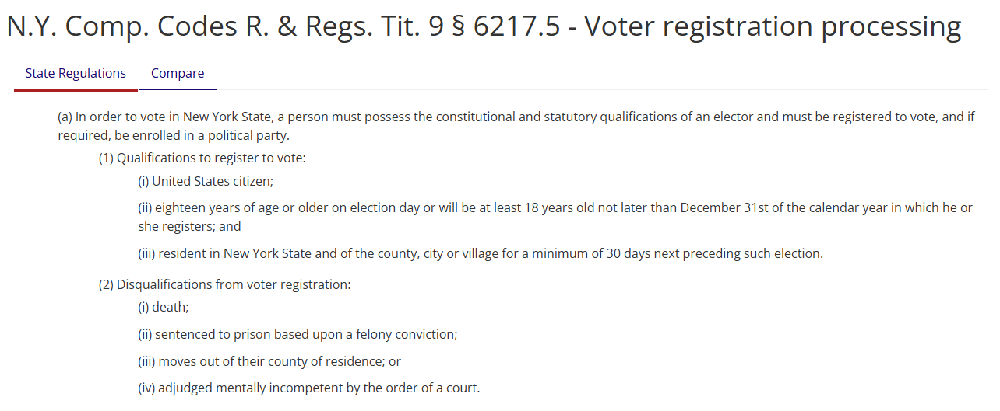 N.Y. Comp. Codes R. & Regs. Tit. 9 § 6217.5 - Voter registration processing
State Regulations
Compare
(a) In order to vote in New York State, a person must possess the constitutional and statutory qualifications of an elector and must be registered to vote, and if
required, be enrolled in a political party.
(1) Qualifications to register to vote:
(i) United States citizen;
(ii) eighteen years of age or older on election day or will be at least 18 years old not later than December 31st of the calendar year in which he or
she registers; and
(iii) resident in New York State and of the county, city or village for a minimum of 30 days next preceding such election.
(2) Disqualifications from voter registration:
(i) death;
(ii) sentenced to prison based upon a felony conviction;
(iii) moves out of their county of residence; or
(iv) adjudged mentally incompetent by the order of a court.